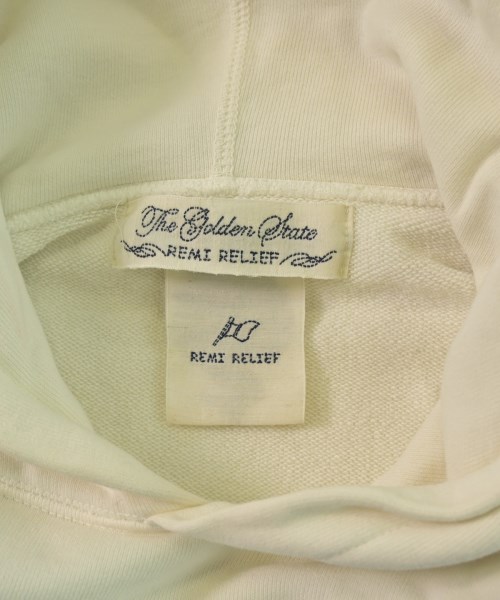 The Golden State
REMI RELIEF
REMI RELIEF